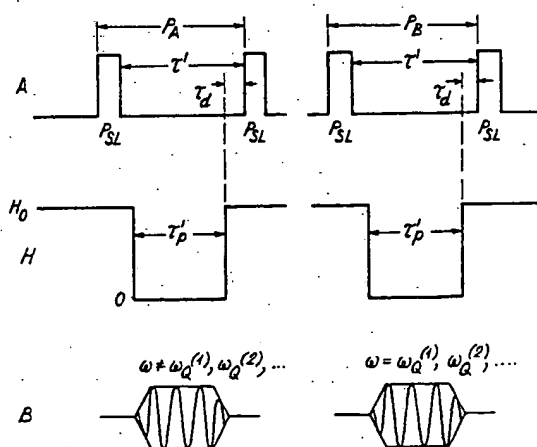 P_A P_B
τ' τ'
A τ_d τ_d
P_SL P_SL P_SL P_SL
H_0
τ'_p τ'_p
H
0
ω ≠ ω_Q^(1), ω_Q^(2), ... ω = ω_Q^(1), ω_Q^(2), ....
B